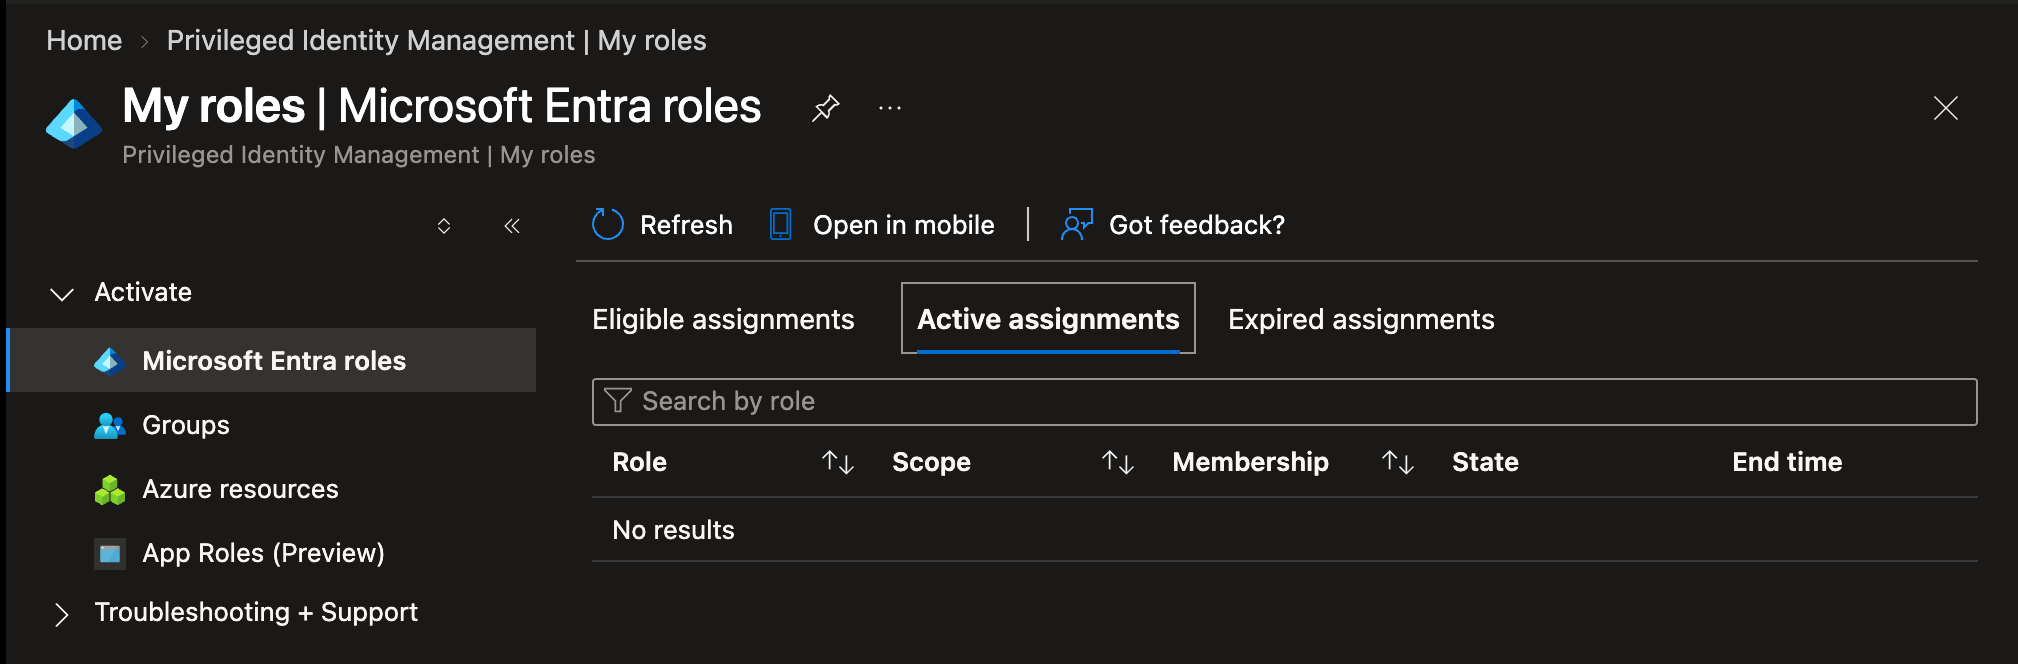 Home > Privileged Identity Management | My roles
My roles | Microsoft Entra roles
Privileged Identity Management | My roles
Refresh Open in mobile | Got feedback?
Activate
Microsoft Entra roles
Groups
Azure resources
App Roles (Preview)
Troubleshooting + Support
Eligible assignments Active assignments Expired assignments
Search by role
Role Scope Membership State End time
No results